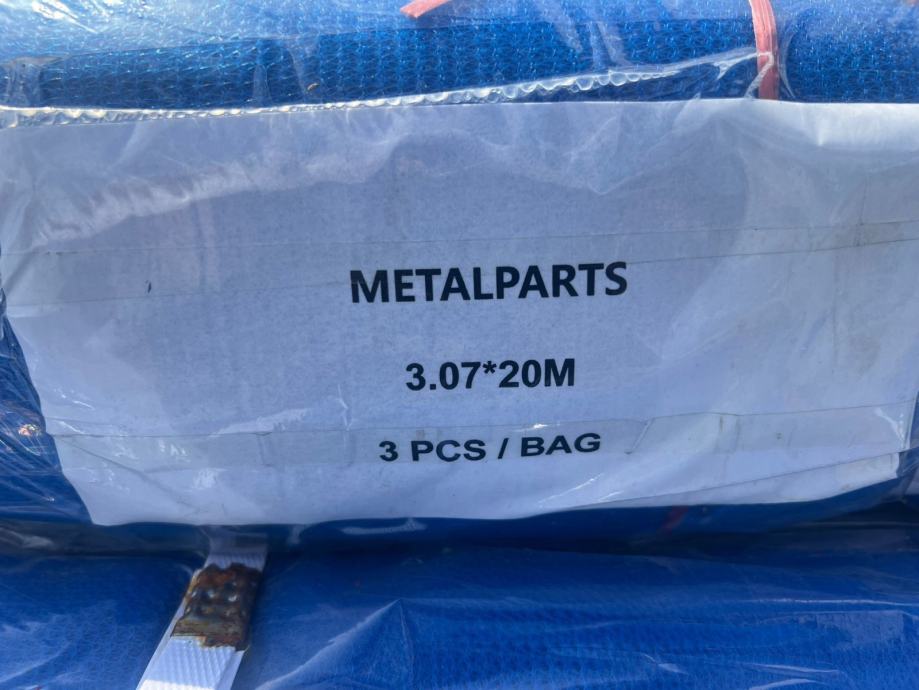 METALPARTS
3.07*20M
3 PCS / BAG